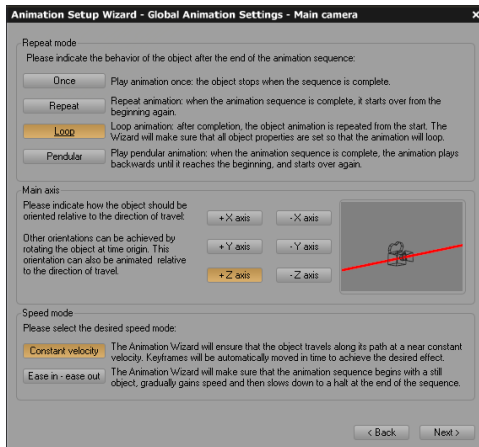 Animation Setup Wizard - Global Animation Settings - Main camera
Repeat mode
Please indicate the behavior of the object after the end of the animation sequence:
Once
Play animation once: the object stops when the sequence is complete.
Repeat
Repeat animation: when the animation sequence is complete, it starts over from the
beginning again.
Loop
Loop animation: after completion, the object animation is repeated from the start. The
Wizard will make sure that all object properties are set so that the animation will loop.
Pendular
Play pendular animation: when the animation sequence is complete, the animation plays
backwards until it reaches the beginning, and starts over again.
Main axis
Please indicate how the object should be
oriented relative to the direction of travel:
Other orientations can be achieved by
rotating the object at time origin. This
orientation can also be animated relative
to the direction of travel.
+X axis
-X axis
+Y axis
-Y axis
+Z axis
-Z axis
Speed mode
Please select the desired speed mode:
Constant velocity
The Animation Wizard will ensure that the object travels along its path at a near constant
velocity. Keyframes will be automatically moved in time to achieve the desired effect.
Ease in - ease out
The Animation Wizard will make sure that the animation sequence begins with a still
object, gradually gains speed and then slows down to a halt at the end of the sequence.
< Back
Next >